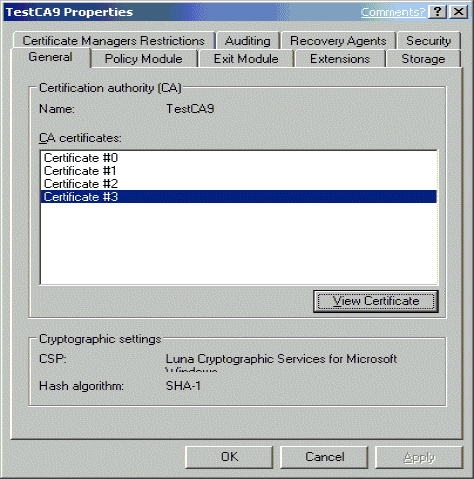 TestCA9 Properties Comments? ? X
Certificate Managers Restrictions Auditing Recovery Agents Security
General Policy Module Exit Module Extensions Storage
Certification authority (CA)
Name: TestCA9
CA certificates:
Certificate #0
Certificate #1
Certificate #2
Certificate #3
View Certificate
Cryptographic settings
CSP: Luna Cryptographic Services for Microsoft
Windows
Hash algorithm: SHA-1
OK Cancel Apply